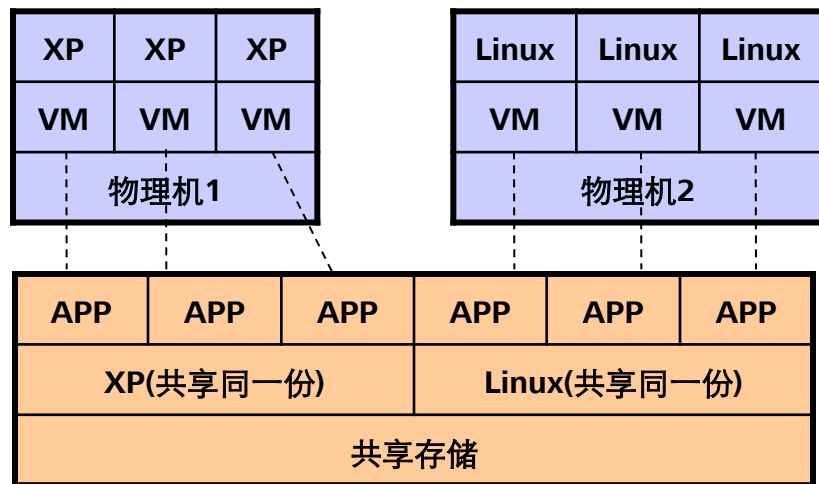 XP XP XP Linux Linux Linux
VM VM VM VM VM VM
物理机1 物理机2
APP APP APP APP APP APP
XP(共享同一份) Linux(共享同一份)
共享存储